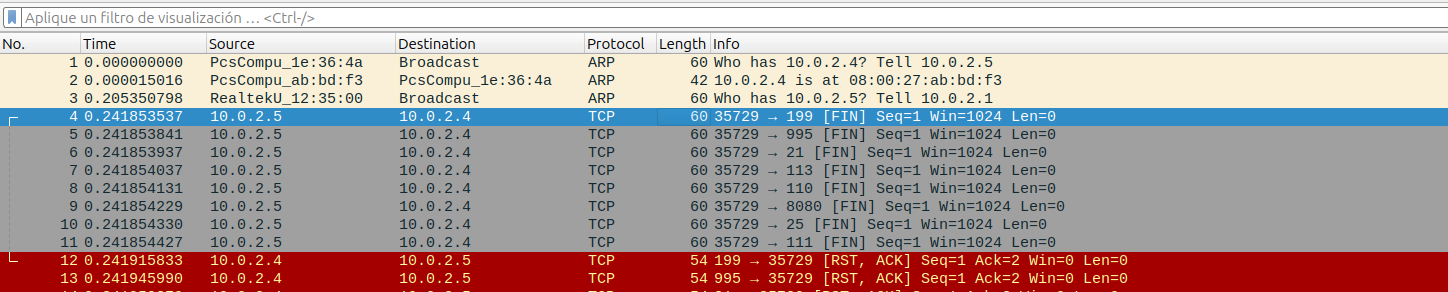 Aplique un filtro de visualización … <Ctrl-/>
No. Time Source Destination Protocol Length Info
1 0.000000000 PcsCompu_1e:36:4a Broadcast ARP 60 Who has 10.0.2.4? Tell 10.0.2.5
2 0.000015016 PcsCompu_ab:bd:f3 PcsCompu_1e:36:4a ARP 42 10.0.2.4 is at 08:00:27:ab:bd:f3
3 0.205350798 RealtekU_12:35:00 Broadcast ARP 60 Who has 10.0.2.5? Tell 10.0.2.1
4 0.241853537 10.0.2.5 10.0.2.4 TCP 60 35729 → 199 [FIN] Seq=1 Win=1024 Len=0
5 0.241853841 10.0.2.5 10.0.2.4 TCP 60 35729 → 995 [FIN] Seq=1 Win=1024 Len=0
6 0.241853937 10.0.2.5 10.0.2.4 TCP 60 35729 → 21 [FIN] Seq=1 Win=1024 Len=0
7 0.241854037 10.0.2.5 10.0.2.4 TCP 60 35729 → 113 [FIN] Seq=1 Win=1024 Len=0
8 0.241854131 10.0.2.5 10.0.2.4 TCP 60 35729 → 110 [FIN] Seq=1 Win=1024 Len=0
9 0.241854229 10.0.2.5 10.0.2.4 TCP 60 35729 → 8080 [FIN] Seq=1 Win=1024 Len=0
10 0.241854330 10.0.2.5 10.0.2.4 TCP 60 35729 → 25 [FIN] Seq=1 Win=1024 Len=0
11 0.241854427 10.0.2.5 10.0.2.4 TCP 60 35729 → 111 [FIN] Seq=1 Win=1024 Len=0
12 0.241915833 10.0.2.4 10.0.2.5 TCP 54 199 → 35729 [RST, ACK] Seq=1 Ack=2 Win=0 Len=0
13 0.241945990 10.0.2.4 10.0.2.5 TCP 54 995 → 35729 [RST, ACK] Seq=1 Ack=2 Win=0 Len=0